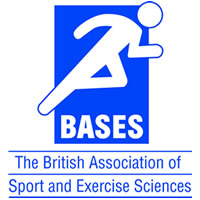 BASES
The British Association of
Sport and Exercise Sciences